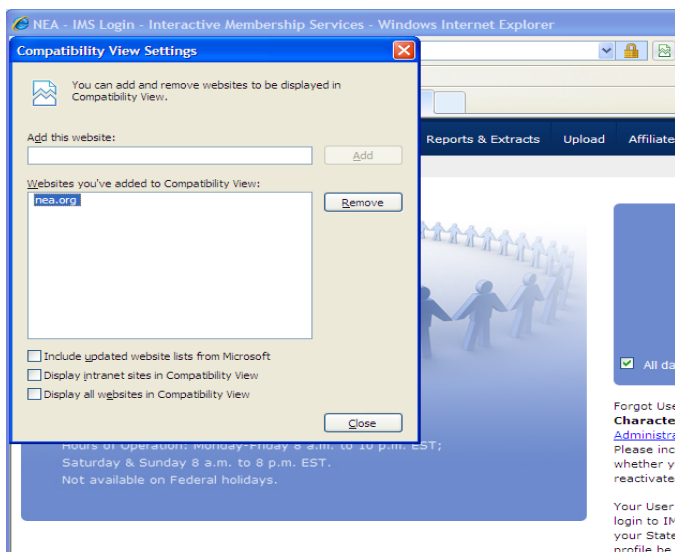 NEA - IMS Login - Interactive Membership Services - Windows Internet Explorer
Compatibility View Settings
You can add and remove websites to be displayed in
Compatibility View.
Add this website:
Add
Websites you've added to Compatibility View:
nea.org
Remove
Include updated website lists from Microsoft
Display intranet sites in Compatibility View
Display all websites in Compatibility View
Close
Reports & Extracts Upload Affiliate
Hours of Operation: Monday-Friday 8 a.m. to 10 p.m. EST;
Saturday & Sunday 8 a.m. to 8 p.m. EST.
Not available on Federal holidays.
All da
Forgot Use
Characte
Administra
Please inc
whether y
reactivate
Your User
login to IM
your State
profile be